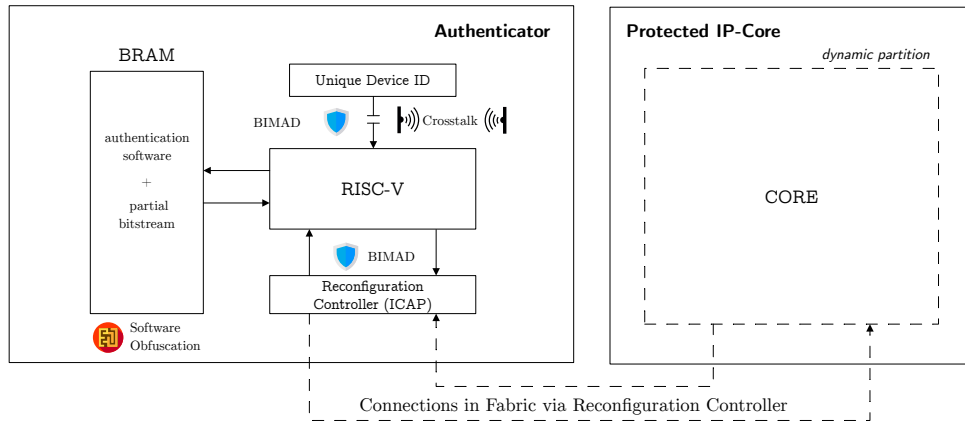 Authenticator
BRAM
authentication
software
+
partial
bitstream
Software
Obfuscation
Unique Device ID
BIMAD
Crosstalk
RISC-V
BIMAD
Reconfiguration
Controller (ICAP)
Protected IP-Core
dynamic partition
CORE
Connections in Fabric via Reconfiguration Controller